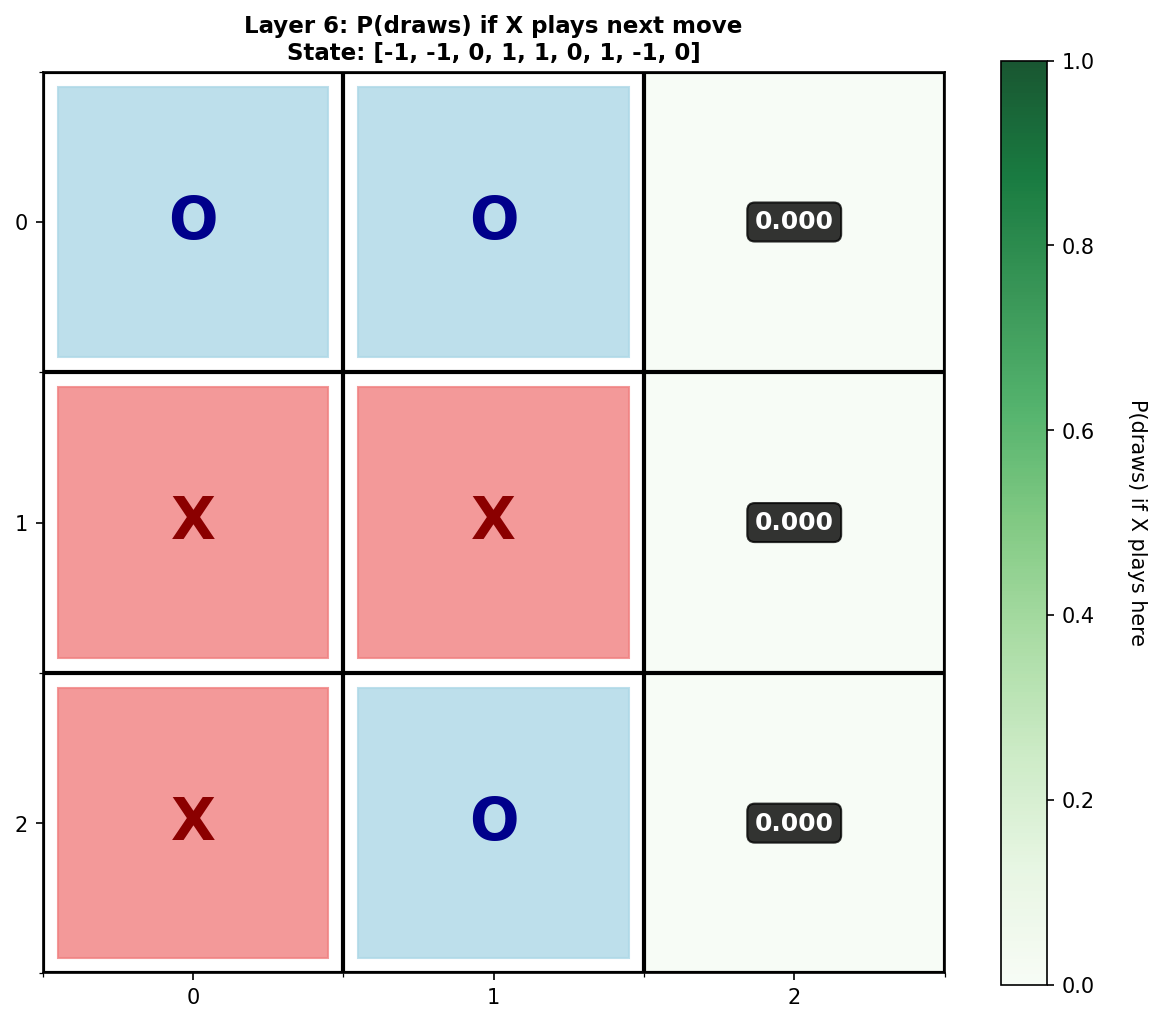 Layer 6: P(draws) if X plays next move
State: [-1, -1, 0, 1, 1, 0, 1, -1, 0]
0
O
O
0.000
1
X
X
0.000
2
X
O
0.000
0
1
2
1.0
0.8
0.6
0.4
0.2
0.0
P(draws) if X plays here